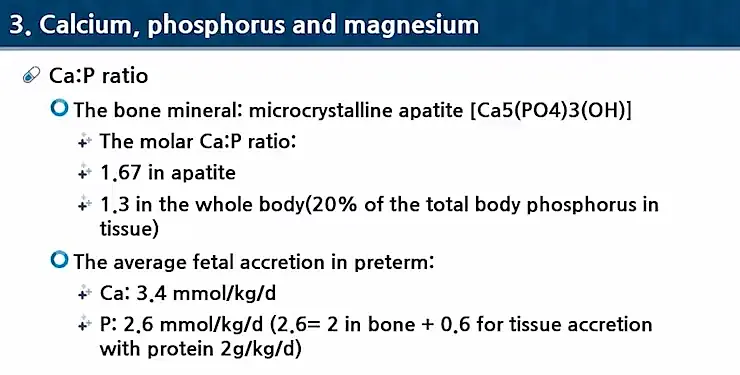 3. Calcium, phosphorus and magnesium
Ca:P ratio
The bone mineral: microcrystalline apatite [Ca5(PO4)3(OH)]
The molar Ca:P ratio:
1.67 in apatite
1.3 in the whole body(20% of the total body phosphorus in
tissue)
The average fetal accretion in preterm:
Ca: 3.4 mmol/kg/d
P: 2.6 mmol/kg/d (2.6= 2 in bone + 0.6 for tissue accretion
with protein 2g/kg/d)